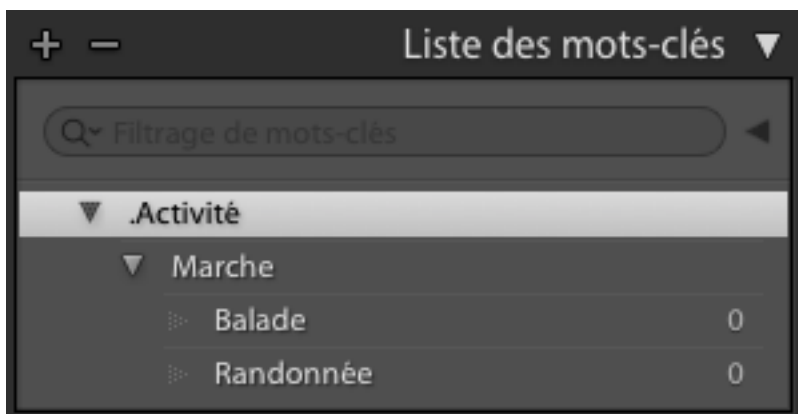 Liste des mots-clés
Filtrage de mots-clés
.Activité
Marche
Balade 0
Randonnée 0